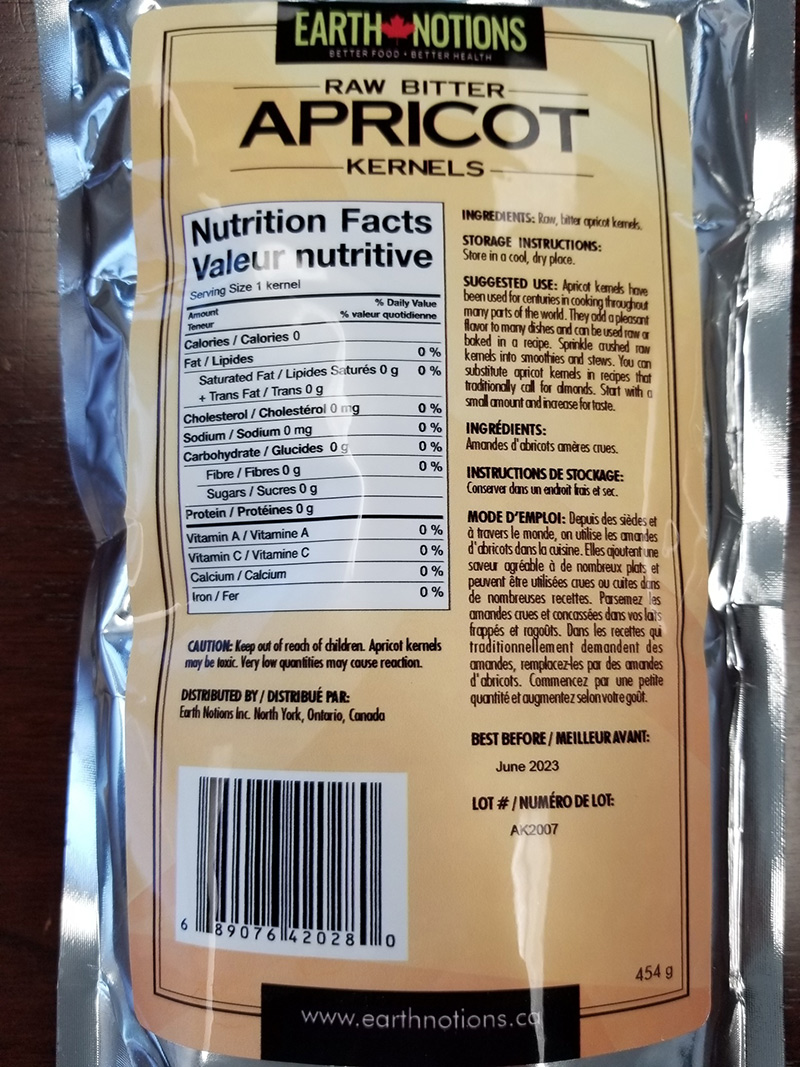 EARTH NOTIONS
BETTER FOOD • BETTER HEALTH
RAW BITTER
APRICOT
KERNELS
Nutrition Facts
Valeur nutritive
Serving Size 1 kernel
Amount % Daily Value
Teneur % valeur quotidienne
Calories / Calories 0
Fat / Lipides 0 %
Saturated Fat / Lipides Saturés 0 g 0 %
+ Trans Fat / Trans 0 g
Cholesterol / Cholestérol 0 mg 0 %
Sodium / Sodium 0 mg 0 %
Carbohydrate / Glucides 0 g 0 %
Fibre / Fibres 0 g 0 %
Sugars / Sucres 0 g
Protein / Protéines 0 g
Vitamin A / Vitamine A 0 %
Vitamin C / Vitamine C 0 %
Calcium / Calcium 0 %
Iron / Fer 0 %
CAUTION: Keep out of reach of children. Apricot kernels
may be toxic. Very low quantities may cause reaction.
DISTRIBUTED BY / DISTRIBUÉ PAR:
Earth Notions Inc. North York, Ontario, Canada
6 89076 42028 0
INGREDIENTS: Raw, bitter apricot kernels.
STORAGE INSTRUCTIONS:
Store in a cool, dry place.
SUGGESTED USE: Apricot kernels have
been used for centuries in cooking throughout
many parts of the world. They add a pleasant
flavor to many dishes and can be used raw or
baked in a recipe. Sprinkle crushed raw
kernels into smoothies and stews. You can
substitute apricot kernels in recipes that
traditionally call for almonds. Start with a
small amount and increase for taste.
INGRÉDIENTS:
Amandes d'abricots amères crues.
INSTRUCTIONS DE STOCKAGE:
Conserver dans un endroit frais et sec.
MODE D'EMPLOI: Depuis des siècles et
à travers le monde, on utilise les amandes
d'abricots dans la cuisine. Elles ajoutent une
saveur agréable à de nombreux plats et
peuvent être utilisées crues ou cuites dans
de nombreuses recettes. Parsemez les
amandes crues et concassées dans vos laits
frappés et ragoûts. Dans les recettes qui
traditionnellement demandent des
amandes, remplacez-les par des amandes
d'abricots. Commencez par une petite
quantité et augmentez selon votre goût.
BEST BEFORE / MEILLEUR AVANT:
June 2023
LOT # / NUMÉRO DE LOT:
AK2007
454 g
www.earthnotions.ca